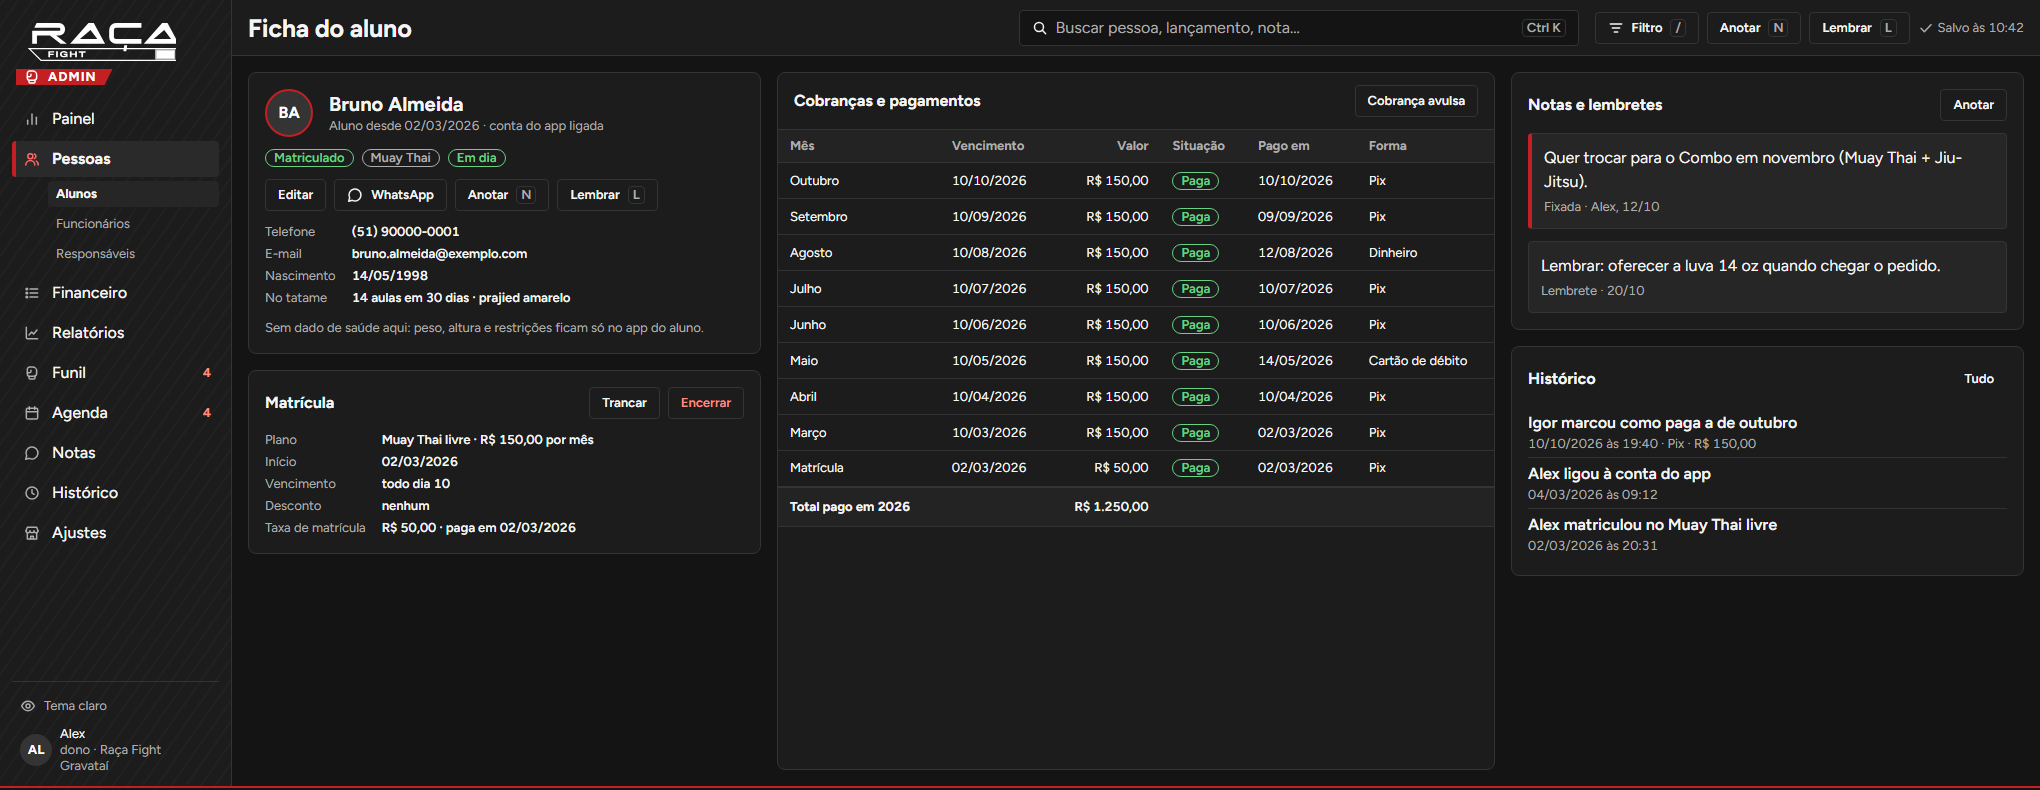 RAÇA
FIGHT
ADMIN
Painel
Pessoas
Alunos
Funcionários
Responsáveis
Financeiro
Relatórios
Funil 4
Agenda 4
Notas
Histórico
Ajustes
Tema claro
AL
Alex
dono · Raça Fight
Gravataí
Ficha do aluno
Buscar pessoa, lançamento, nota... Ctrl K
Filtro /
Anotar N
Lembrar L
Salvo às 10:42
BA
Bruno Almeida
Aluno desde 02/03/2026 · conta do app ligada
Matriculado Muay Thai Em dia
Editar WhatsApp Anotar N Lembrar L
Telefone (51) 90000-0001
E-mail bruno.almeida@exemplo.com
Nascimento 14/05/1998
No tatame 14 aulas em 30 dias · prajied amarelo
Sem dado de saúde aqui: peso, altura e restrições ficam só no app do aluno.
Matrícula Trancar Encerrar
Plano Muay Thai livre · R$ 150,00 por mês
Início 02/03/2026
Vencimento todo dia 10
Desconto nenhum
Taxa de matrícula R$ 50,00 · paga em 02/03/2026
Cobranças e pagamentos Cobrança avulsa
Mês Vencimento Valor Situação Pago em Forma
Outubro 10/10/2026 R$ 150,00 Paga 10/10/2026 Pix
Setembro 10/09/2026 R$ 150,00 Paga 09/09/2026 Pix
Agosto 10/08/2026 R$ 150,00 Paga 12/08/2026 Dinheiro
Julho 10/07/2026 R$ 150,00 Paga 10/07/2026 Pix
Junho 10/06/2026 R$ 150,00 Paga 10/06/2026 Pix
Maio 10/05/2026 R$ 150,00 Paga 14/05/2026 Cartão de débito
Abril 10/04/2026 R$ 150,00 Paga 10/04/2026 Pix
Março 10/03/2026 R$ 150,00 Paga 02/03/2026 Pix
Matrícula 02/03/2026 R$ 50,00 Paga 02/03/2026 Pix
Total pago em 2026 R$ 1.250,00
Notas e lembretes Anotar
Quer trocar para o Combo em novembro (Muay Thai + Jiu-
Jitsu).
Fixada · Alex, 12/10
Lembrar: oferecer a luva 14 oz quando chegar o pedido.
Lembrete · 20/10
Histórico Tudo
Igor marcou como paga a de outubro
10/10/2026 às 19:40 · Pix · R$ 150,00
Alex ligou à conta do app
04/03/2026 às 09:12
Alex matriculou no Muay Thai livre
02/03/2026 às 20:31